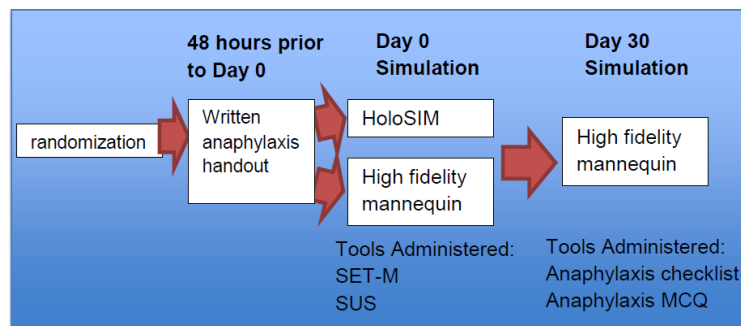 48 hours prior
to Day 0
Day 0
Simulation
Day 30
Simulation
randomization
Written
anaphylaxis
handout
HoloSIM
High fidelity
mannequin
High fidelity
mannequin
Tools Administered:
SET-M
SUS
Tools Administered:
Anaphylaxis checklist
Anaphylaxis MCQ